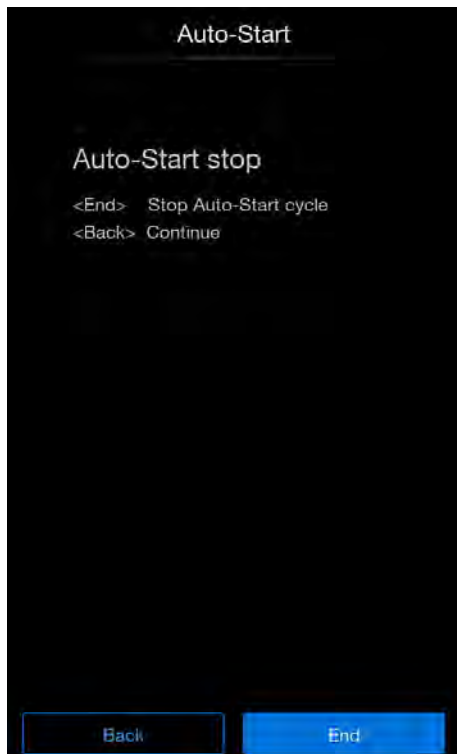 Auto-Start
Auto-Start stop
<End> Stop Auto-Start cycle
<Back> Continue
Back
End